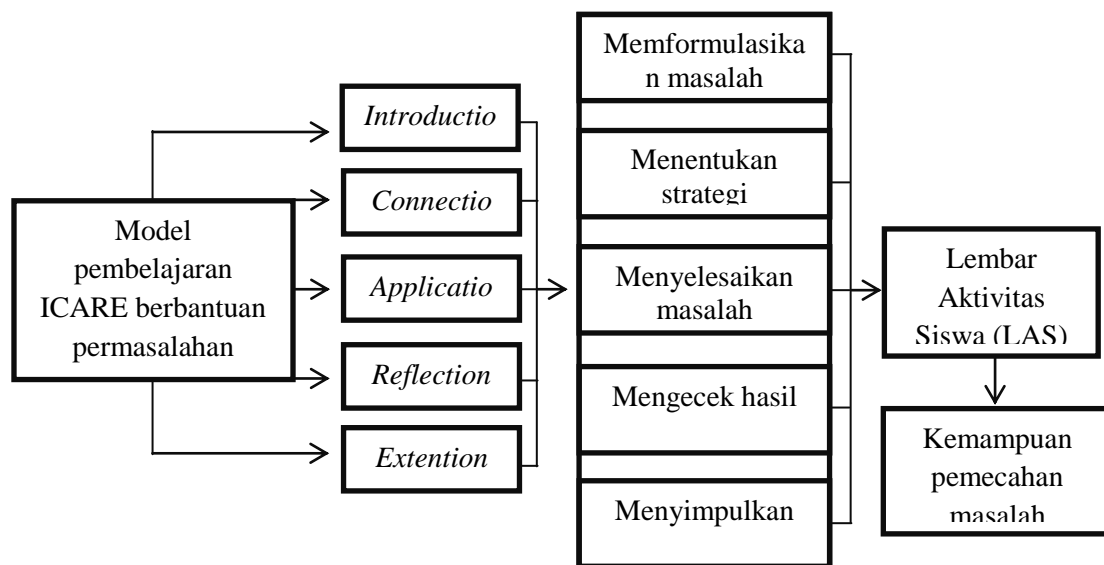 Model
pembelajaran
ICARE berbantuan
permasalahan
Introductio
Connectio
Applicatio
Reflection
Extention
Memformulasika
n masalah
Menentukan
strategi
Menyelesaikan
masalah
Mengecek hasil
Menyimpulkan
Lembar
Aktivitas
Siswa (LAS)
Kemampuan
pemecahan
masalah